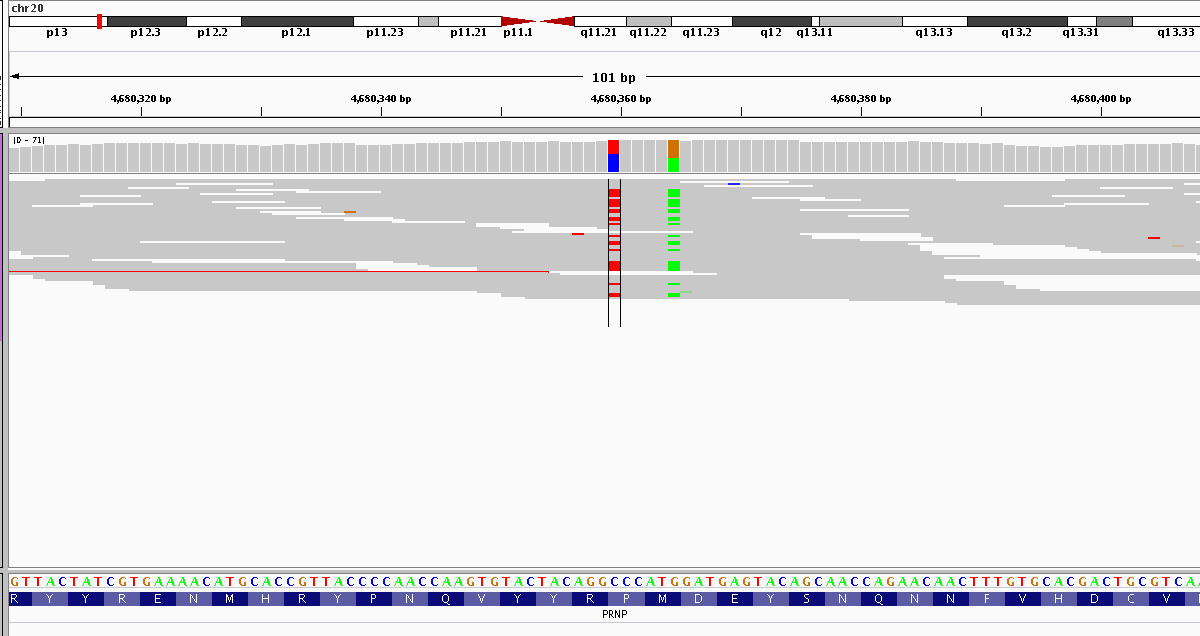 chr20
p13 p12.3 p12.2 p12.1 p11.23 p11.21 p11.1 q11.21 q11.22 q11.23 q12 q13.11 q13.13 q13.2 q13.31 q13.33
101 bp
4,680,320 bp 4,680,340 bp 4,680,360 bp 4,680,380 bp 4,680,400 bp
[0 - 71]
GTTACTATCGTGAAAACATGCACCGTTACCCCAACCAAGTGTACTACAGGCCCATGGATGAGTACAGCAACCAGAACAACTTTGTGCACGACTGCGTCAA
R Y Y R E N M H R Y P N Q V Y Y R P M D E Y S N Q N N F V H D C V
PRNP